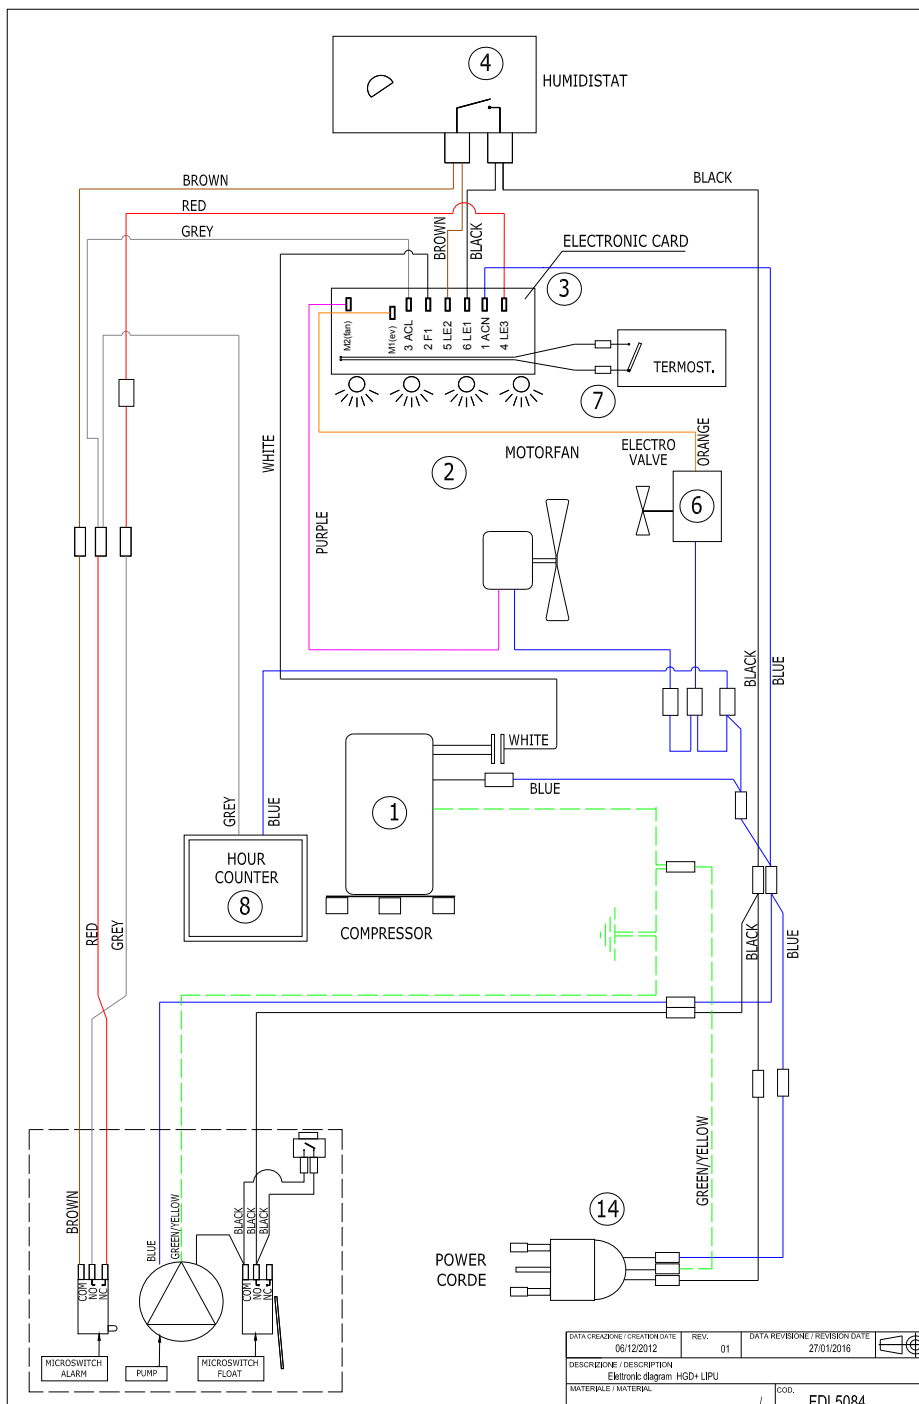 4
HUMIDISTAT
BROWN
BLACK
RED
GREY
BROWN
BLACK
ELECTRONIC CARD
3
M2(fan)
M1(ev)
3 ACL
2 F1
5 LE2
6 LE1
1 ACN
4 LE3
TERMOST.
7
WHITE
MOTORFAN
ELECTRO
VALVE
ORANGE
2
6
PURPLE
BLACK
BLUE
WHITE
BLUE
GREY
BLUE
1
HOUR
COUNTER
8
COMPRESSOR
RED
GREY
BLACK
BLUE
GREEN/YELLOW
BROWN
BLUE
GREEN/YELLOW
BLACK
BLACK
BLACK
14
POWER
CORDE
COM
NO
NC
COM
NO
NC
MICROSWITCH
ALARM
PUMP
MICROSWITCH
FLOAT
DATA CREAZIONE / CREATION DATE
06/12/2012
REV.
01
DATA REVISIONE / REVISION DATE
27/01/2016
DESCRIZIONE / DESCRIPTION
Elettronic diagram HGD+ LIPU
MATERIALE / MATERIAL
/
COD.
EDL5084